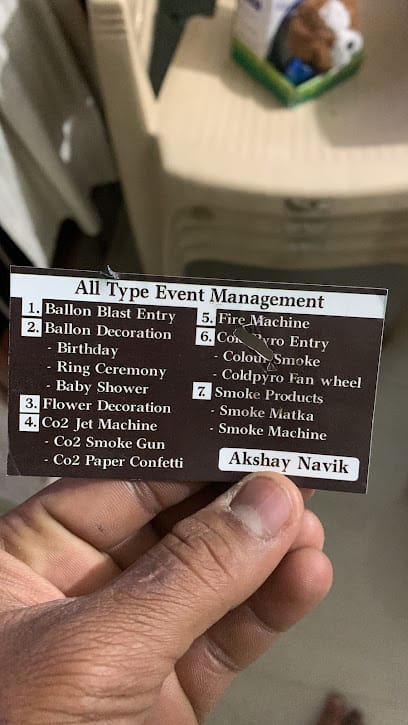 All Type Event Management
1. Ballon Blast Entry
2. Ballon Decoration
- Birthday
- Ring Ceremony
- Baby Shower
3. Flower Decoration
4. Co2 Jet Machine
- Co2 Smoke Gun
- Co2 Paper Confetti
5. Fire Machine
6. Entry
- Colour Smoke
- Coldpyro Fan wheel
7. Smoke Products
- Smoke Matka
- Smoke Machine
Akshay Navik